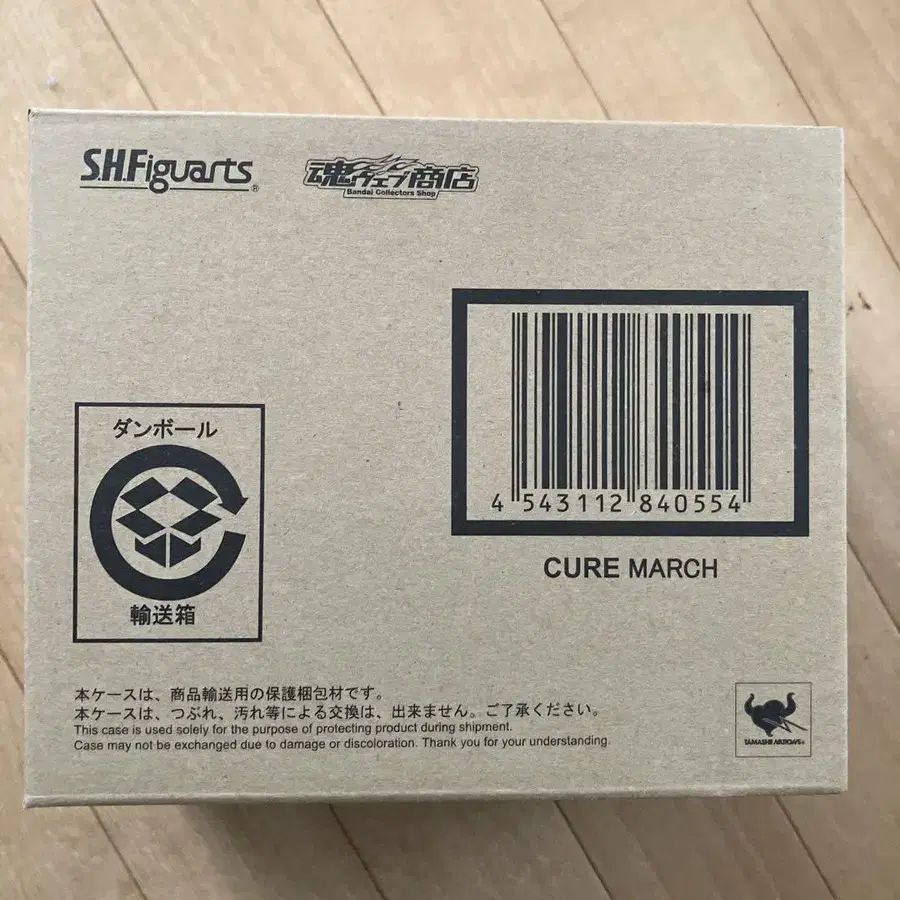 S.H.Figuarts®
魂ウェブ商店
Bandai Collectors Shop
4 543112 840554
CURE MARCH
ダンボール
輸送箱
本ケースは、商品輸送用の保護梱包材です。
本ケースは、つぶれ、汚れ等による交換は、出来ません。ご了承ください。
This case is used solely for the purpose of protecting product during shipment.
Case may not be exchanged due to damage or discoloration. Thank you for your understanding.
TAMASHII NATIONS®